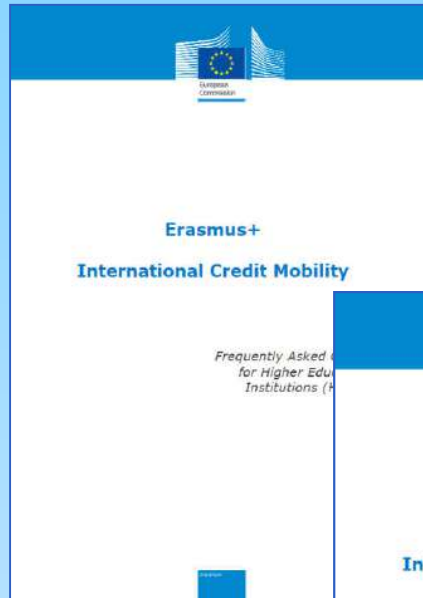 European
Commission
Erasmus+
International Credit Mobility
Frequently Asked
for Higher Edu
Institutions (H
In